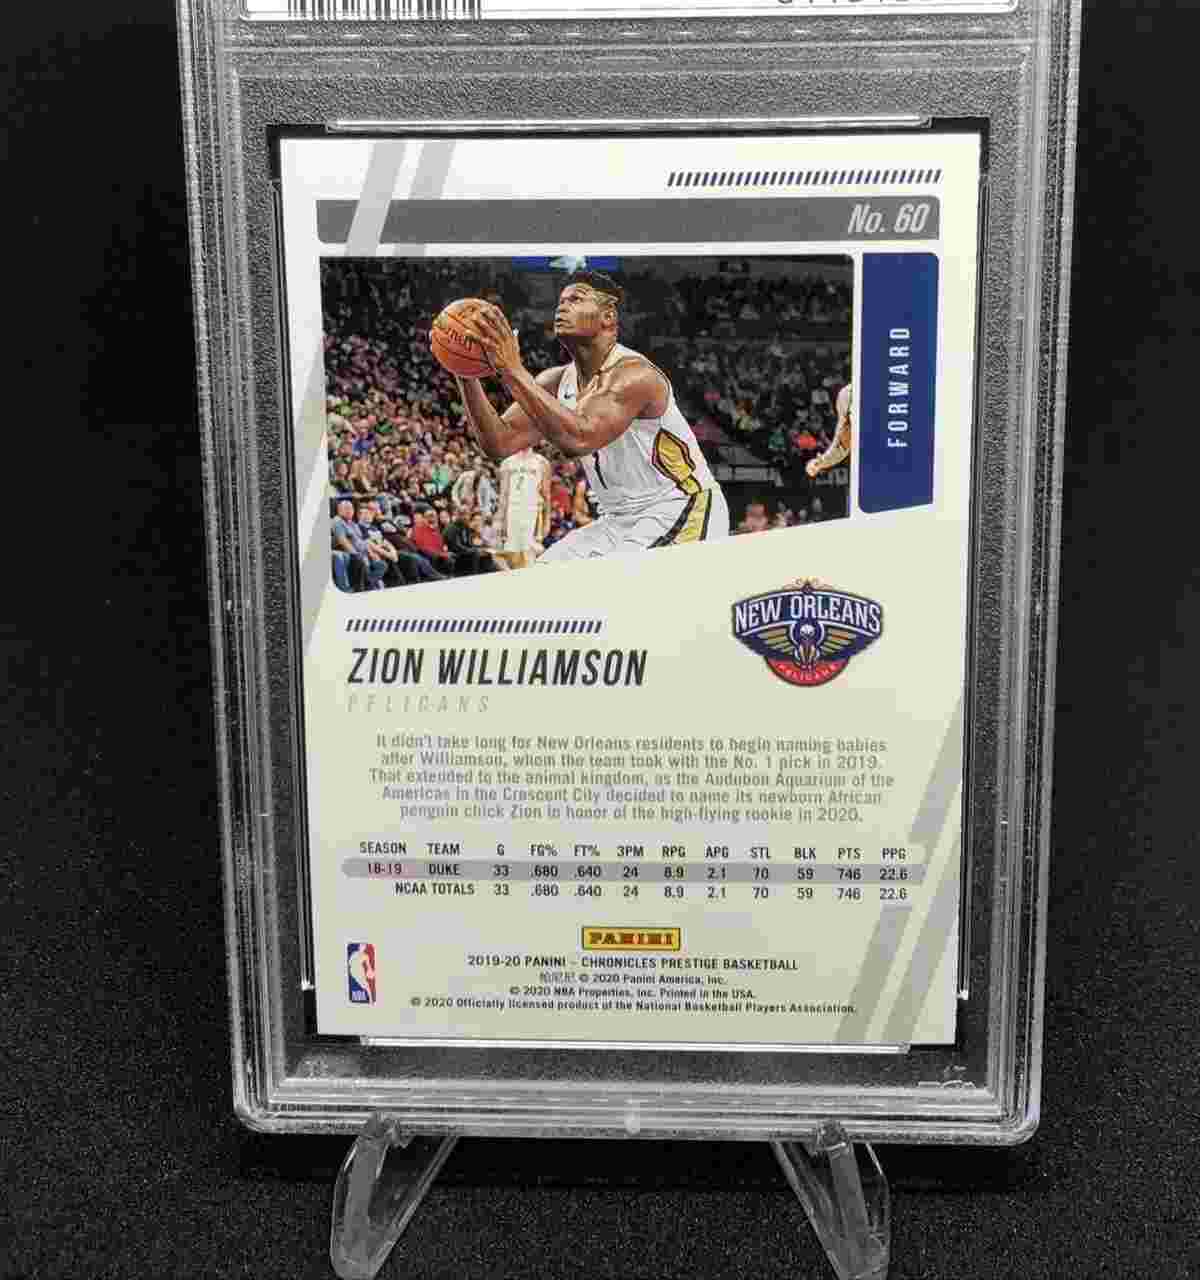 No. 60
FORWARD
NEW ORLEANS
PELICANS
ZION WILLIAMSON
PELICANS
It didn't take long for New Orleans residents to begin naming babies
after Williamson, whom the team took with the No. 1 pick in 2019.
That extended to the animal kingdom, as the Audubon Aquarium of the
Americas in the Crescent City decided to name its newborn African
penguin chick Zion in honor of the high-flying rookie in 2020.
SEASON TEAM G FG% FT% 3PM RPG APG STL BLK PTS PPG
18-19 DUKE 33 .680 .640 24 8.9 2.1 70 59 746 22.6
NCAA TOTALS 33 .680 .640 24 8.9 2.1 70 59 746 22.6
PANINI
2019-20 PANINI – CHRONICLES PRESTIGE BASKETBALL
© 2020 Panini America, Inc.
© 2020 NBA Properties, Inc. Printed in the USA.
© 2020 Officially licensed product of the National Basketball Players Association.
NBA